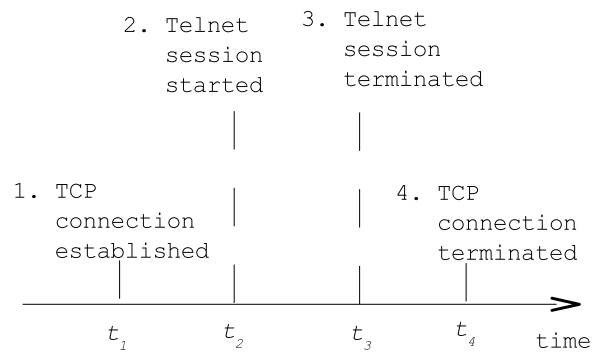 2. Telnet
session
started
3. Telnet
session
terminated
1. TCP
connection
established
4. TCP
connection
terminated
t1
t2
t3
t4
time